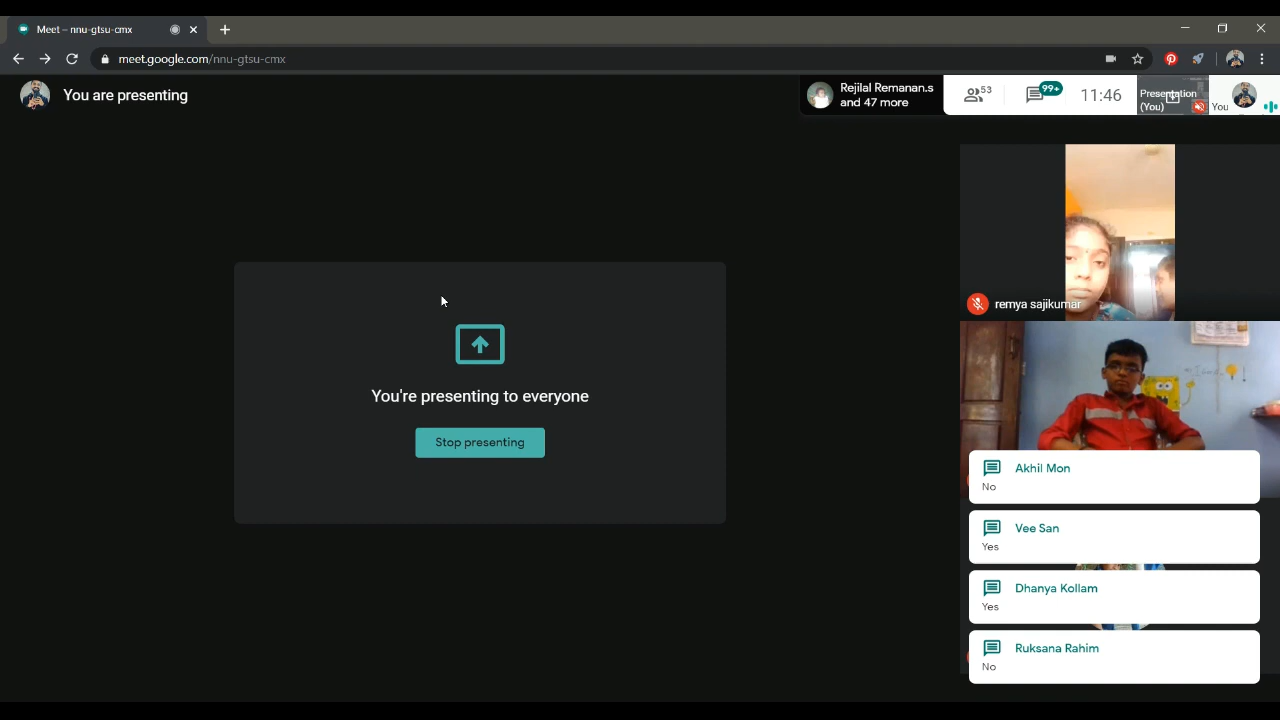 Meet – nnu-gtsu-cmx
meet.google.com/nnu-gtsu-cmx
You are presenting
Rejilal Remanan.s
and 47 more
53
99+
11:46
Presentation
(You)
You
remya sajikumar
You're presenting to everyone
Stop presenting
Akhil Mon
No
Vee San
Yes
Dhanya Kollam
Yes
Ruksana Rahim
No